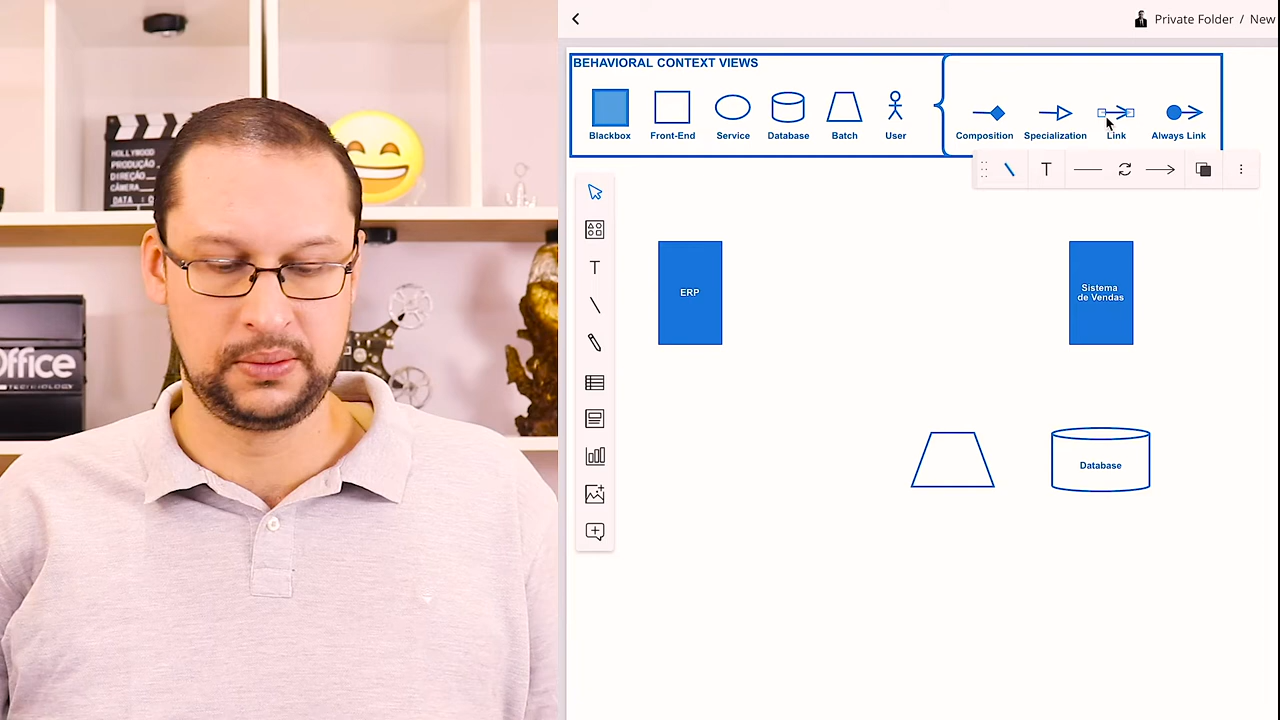 HOLLYWOOD
PRODUÇÃO
DIREÇÃO
CÂMERA
DATA : D
Office
TECHNOLOGY
Private Folder / New
BEHAVIORAL CONTEXT VIEWS
Blackbox Front-End Service Database Batch User
Composition Specialization Link Always Link
T
T
ERP
Sistema
de Vendas
Database